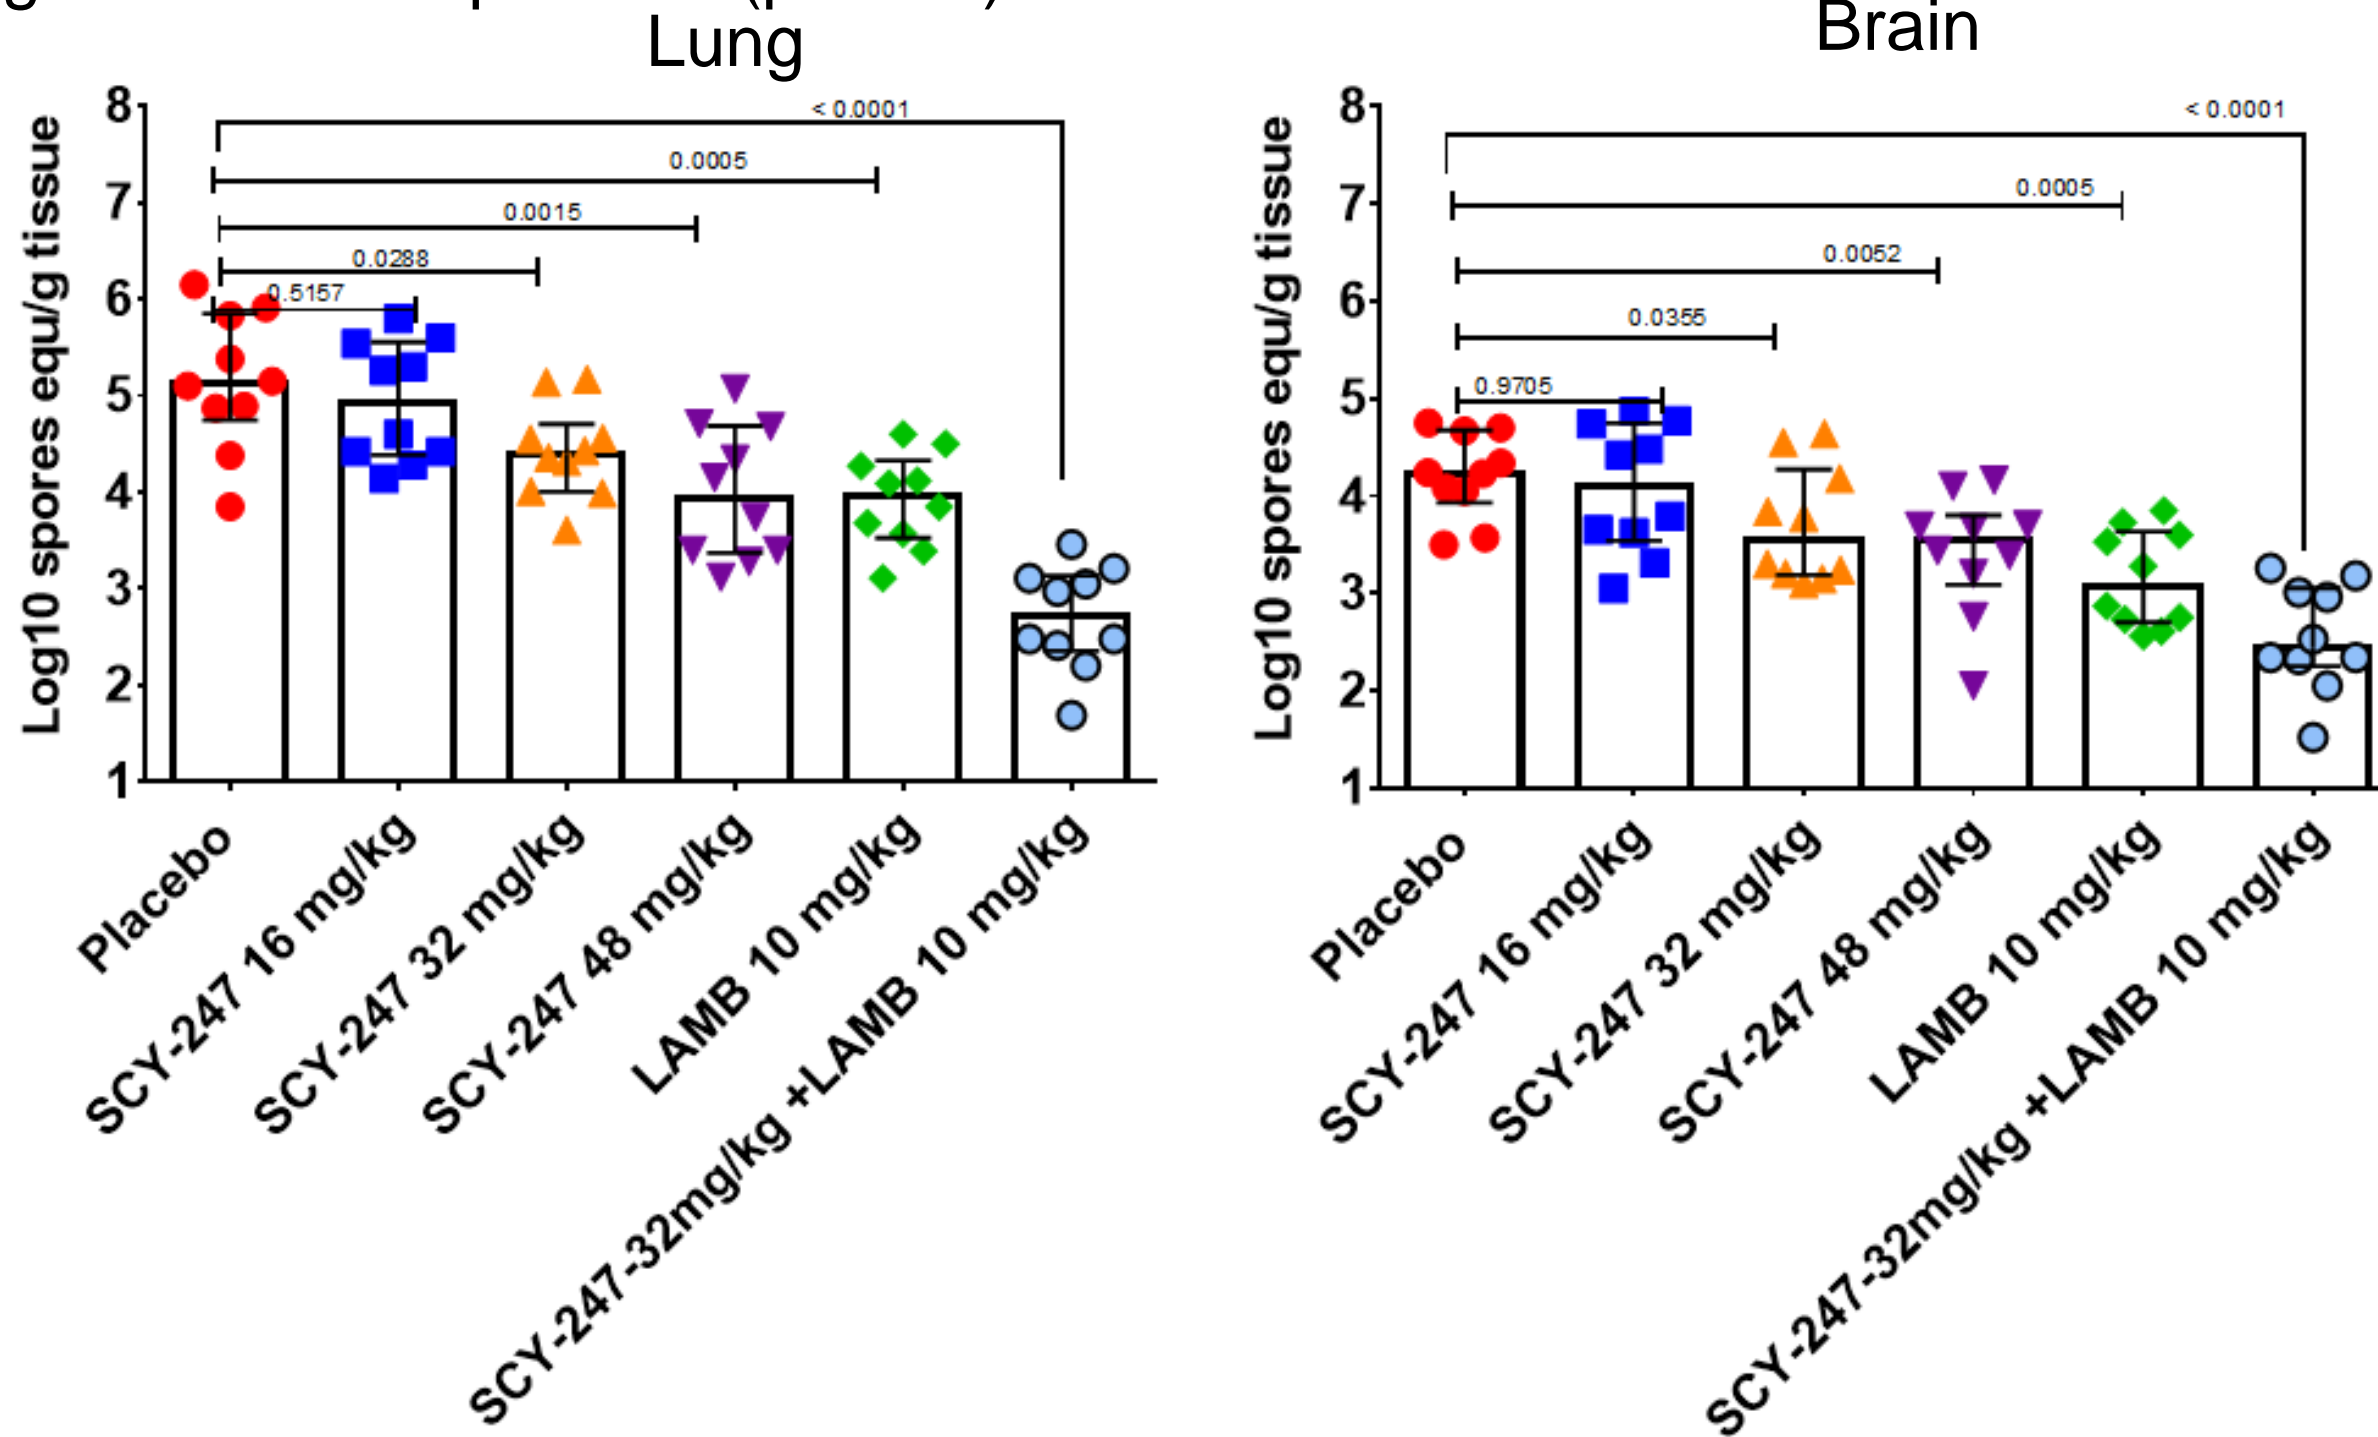 Lung
Log10 spores equ/g tissue
8
7
6
5
4
3
2
1
< 0.0001
0.0005
0.0015
0.0288
0.5157
Placebo
SCY-247 16 mg/kg
SCY-247 32 mg/kg
SCY-247 48 mg/kg
LAMB 10 mg/kg
SCY-247-32mg/kg +LAMB 10 mg/kg
Brain
Log10 spores equ/g tissue
8
7
6
5
4
3
2
1
< 0.0001
0.0005
0.0052
0.0355
0.9705
Placebo
SCY-247 16 mg/kg
SCY-247 32 mg/kg
SCY-247 48 mg/kg
LAMB 10 mg/kg
SCY-247-32mg/kg +LAMB 10 mg/kg